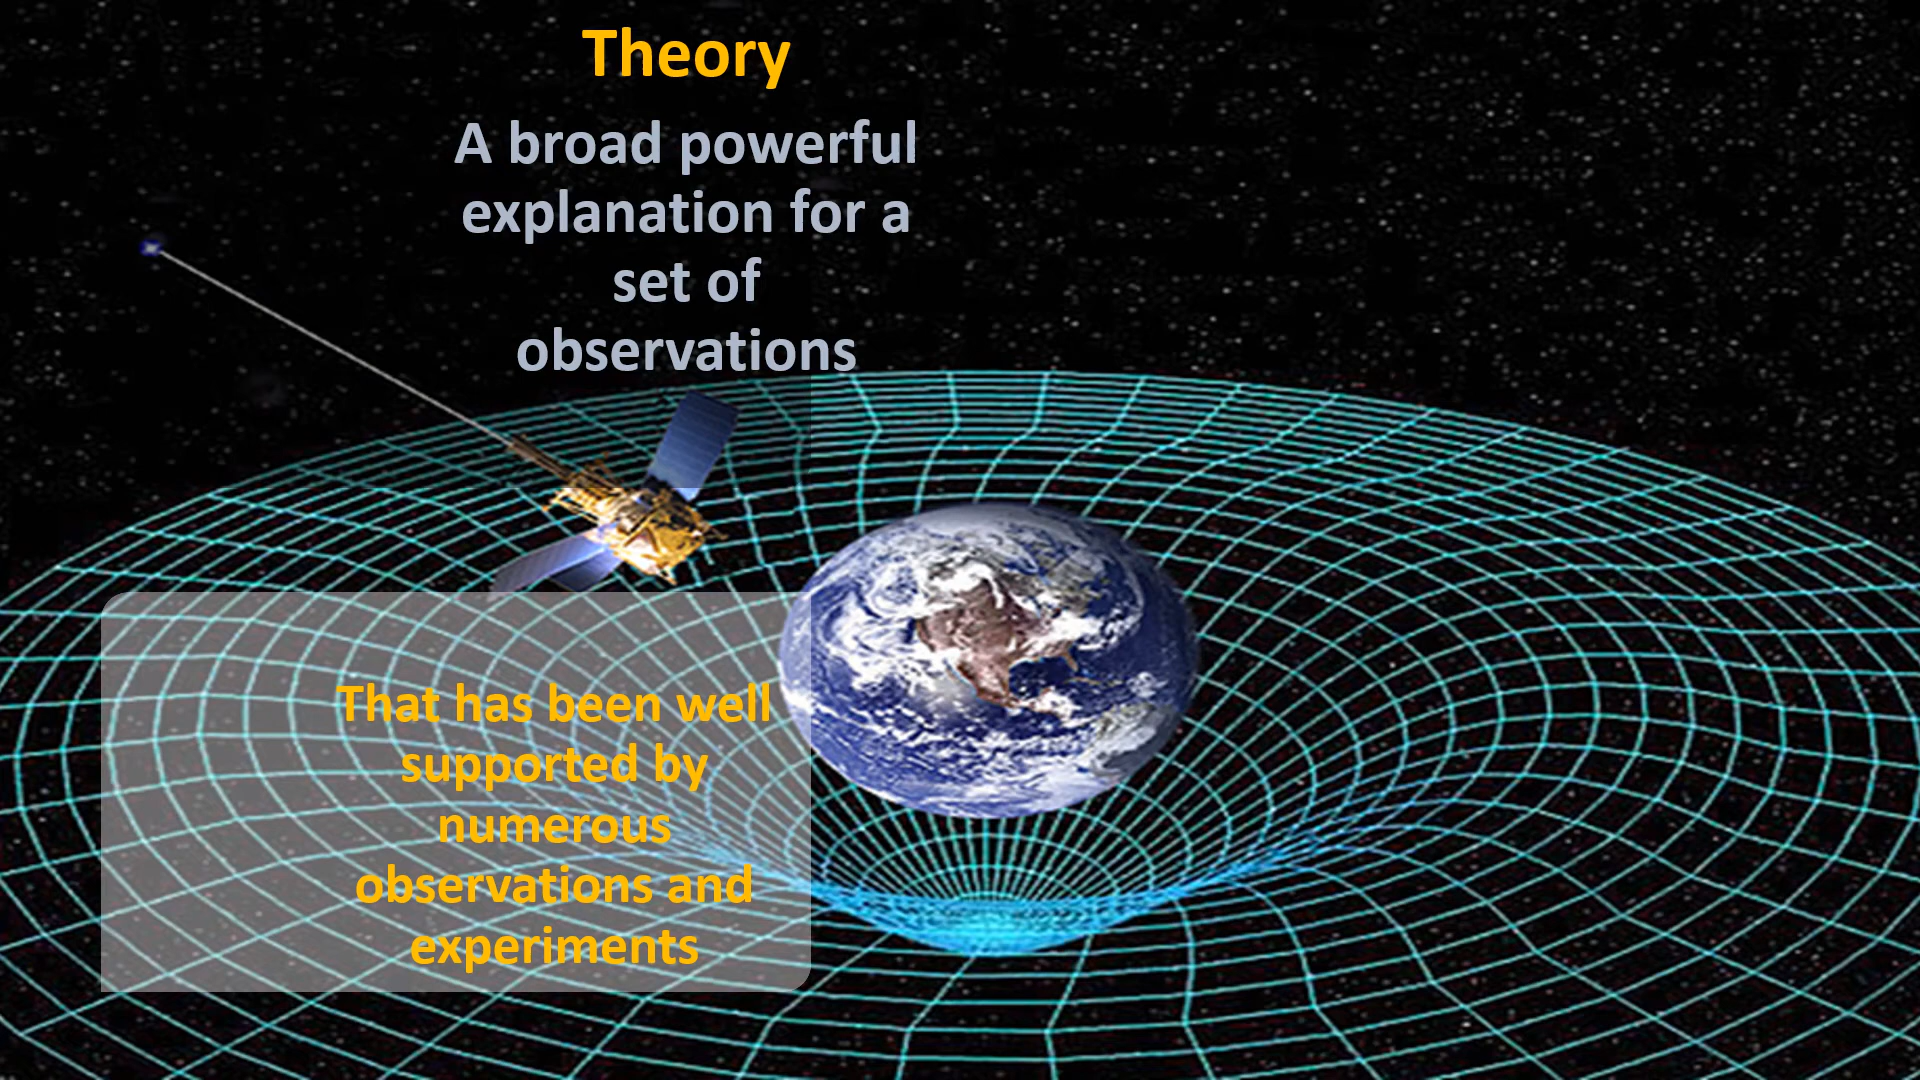 Theory
A broad powerful
explanation for a
set of
observations
That has been well
supported by
numerous
observations and
experiments